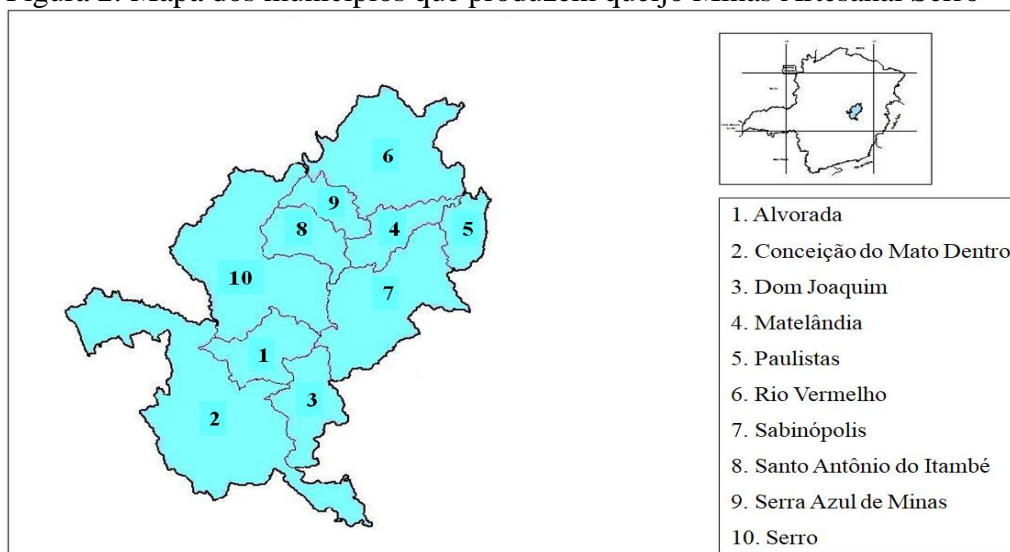 Figura 2: Mapa dos municípios que produzem queijo Minas Artesanal Serro
6
9
8
4
5
10
7
1
3
2
1. Alvorada
2. Conceição do Mato Dentro
3. Dom Joaquim
4. Matelândia
5. Paulistas
6. Rio Vermelho
7. Sabinópolis
8. Santo Antônio do Itambé
9. Serra Azul de Minas
10. Serro